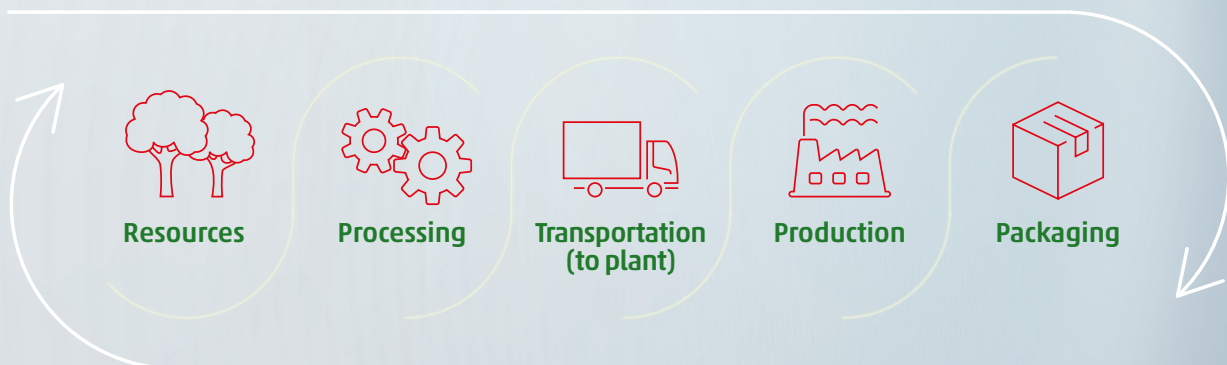 Resources
Processing
Transportation
(to plant)
Production
Packaging